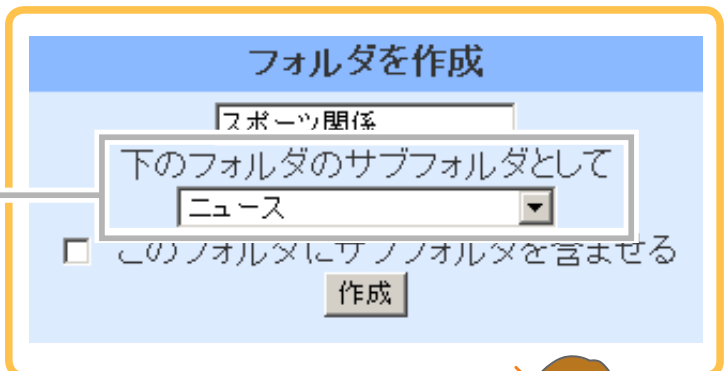 フォルダを作成
スポーツ関係
下のフォルダのサブフォルダとして
ニュース
このフォルダにサブフォルダを含ませる
作成